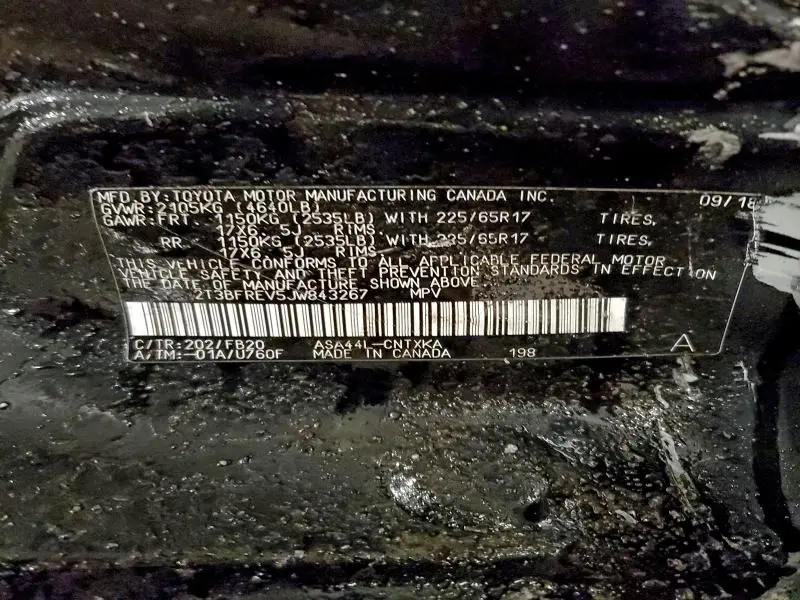 MFD. BY: TOYOTA MOTOR MANUFACTURING CANADA INC. 09/18
GVWR: 2105KG (4640LB)
GAWR: FRT 1150KG (2535LB) WITH 225/65R17 TIRES,
17X6.5J RIMS
RR 1150KG (2535LB) WITH 225/65R17 TIRES,
17X6.5J RIMS
THIS VEHICLE CONFORMS TO ALL APPLICABLE FEDERAL MOTOR
VEHICLE SAFETY AND THEFT PREVENTION STANDARDS IN EFFECT ON
THE DATE OF MANUFACTURE SHOWN ABOVE.
2T3BFREV5JW843267 MPV
C/TR: 202/FB20 ASA44L-CNTXKA A
A/TM: -01A/U760F MADE IN CANADA 198